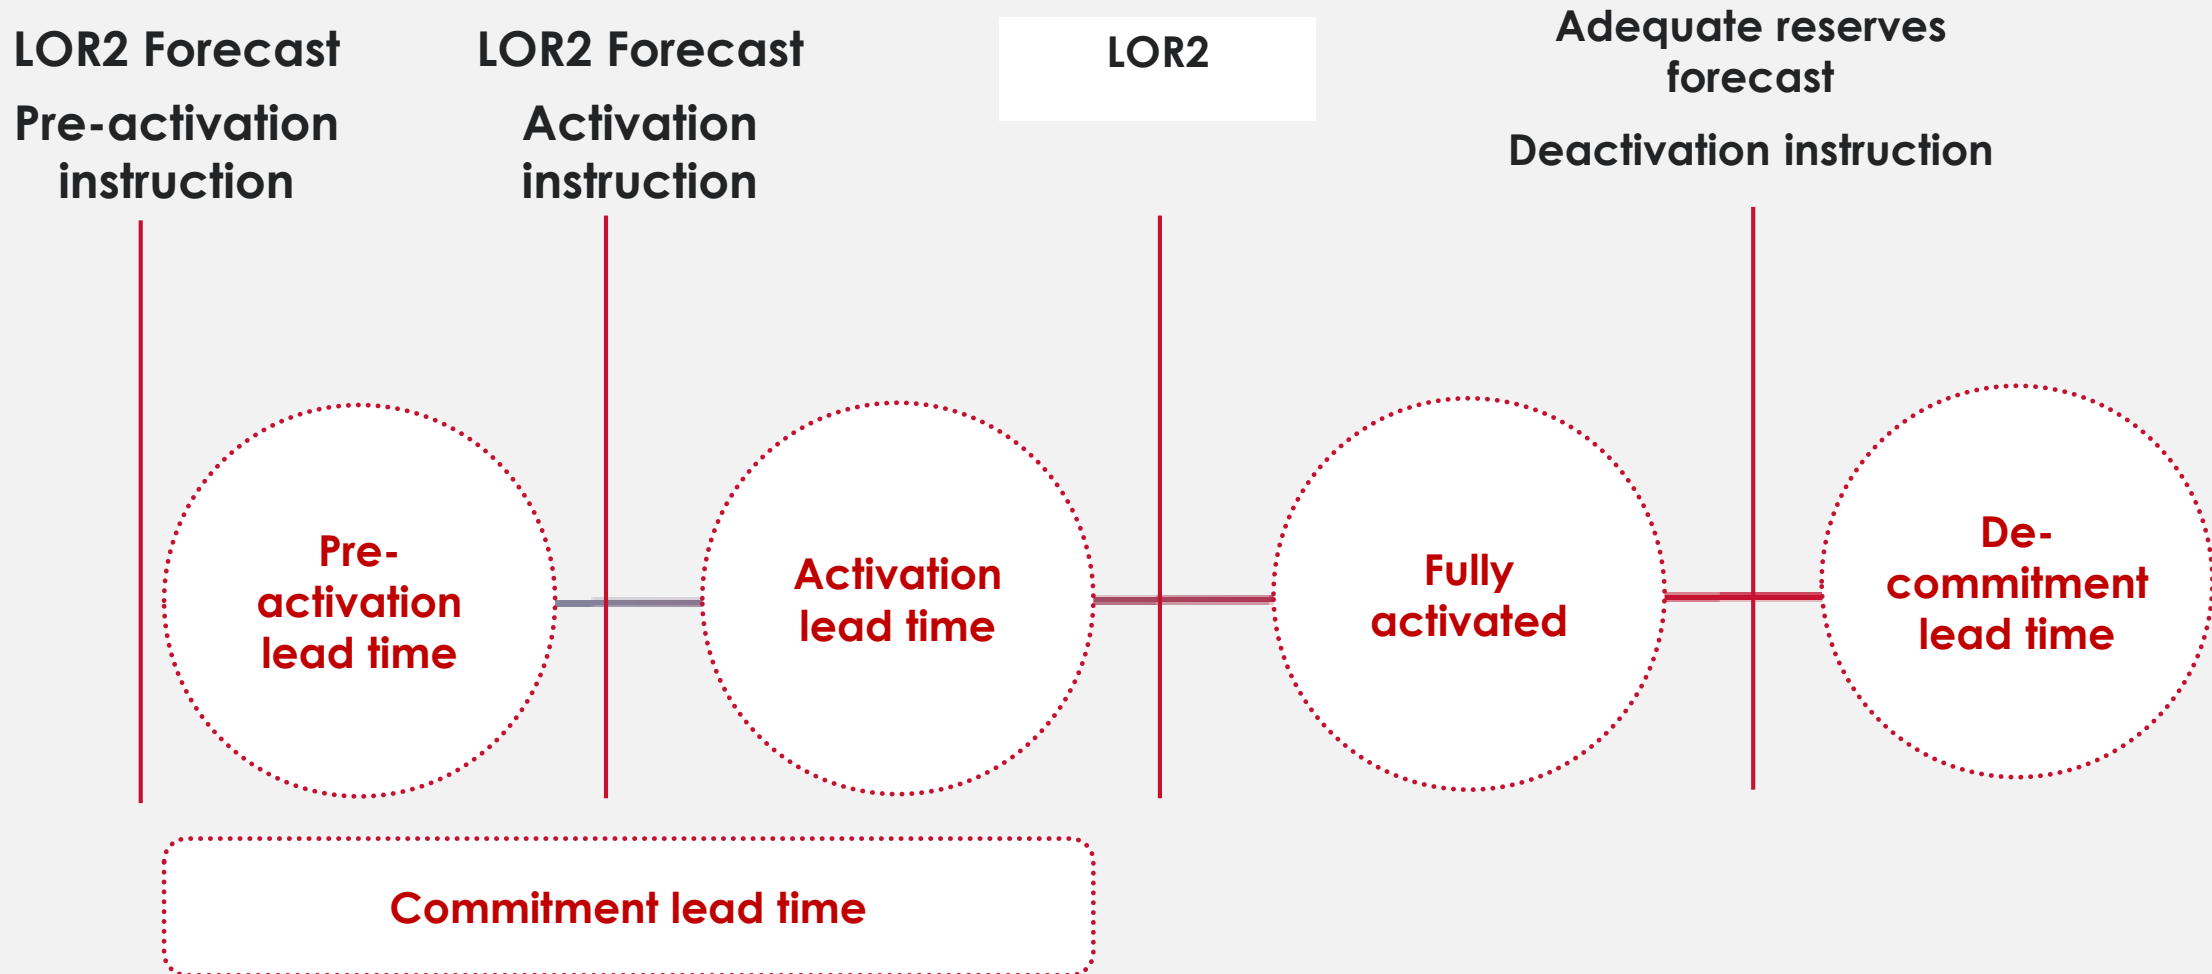 LOR2 Forecast
Pre-activation
instruction
LOR2 Forecast
Activation
instruction
LOR2
Adequate reserves
forecast
Deactivation instruction
Pre-
activation
lead time
Activation
lead time
Fully
activated
De-
commitment
lead time
Commitment lead time